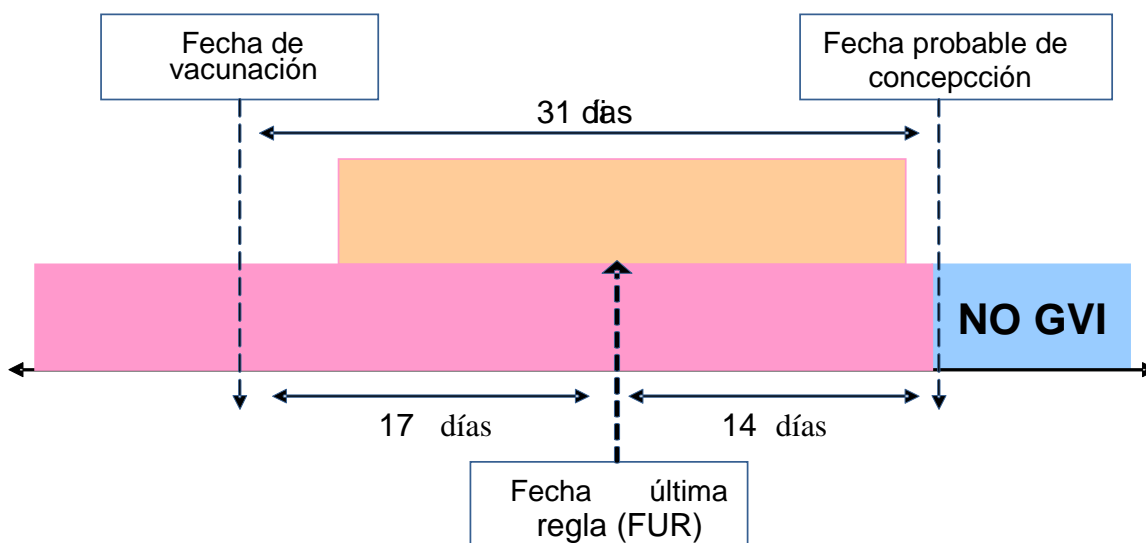 Fecha de
vacunación
Fecha probable de
concepcción
31 días
NO GVI
17 días
14 días
Fecha última
regla (FUR)